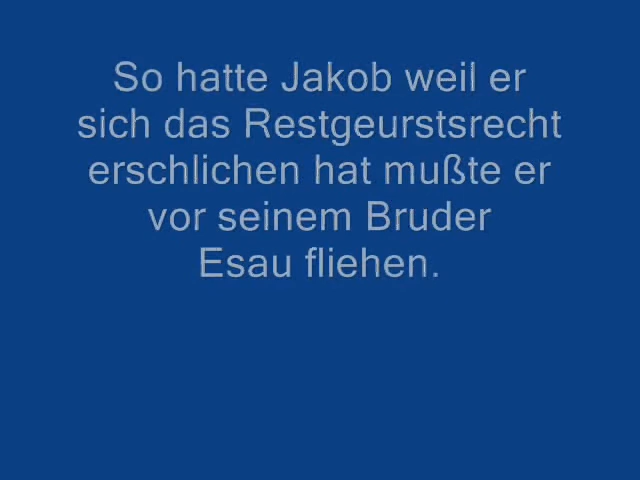 So hatte Jakob weil er
sich das Restgeurstsrecht
erschlichen hat mußte er
vor seinem Bruder
Esau fliehen.